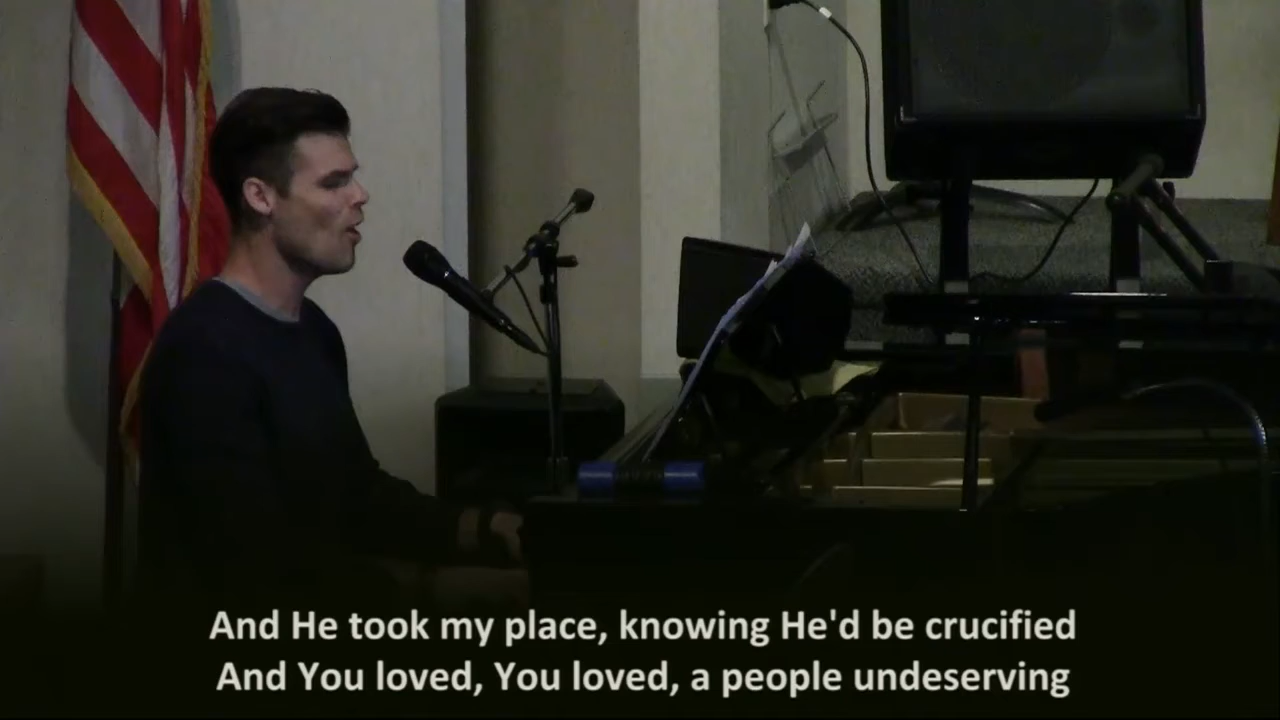 And He took my place, knowing He'd be crucified
And You loved, You loved, a people undeserving